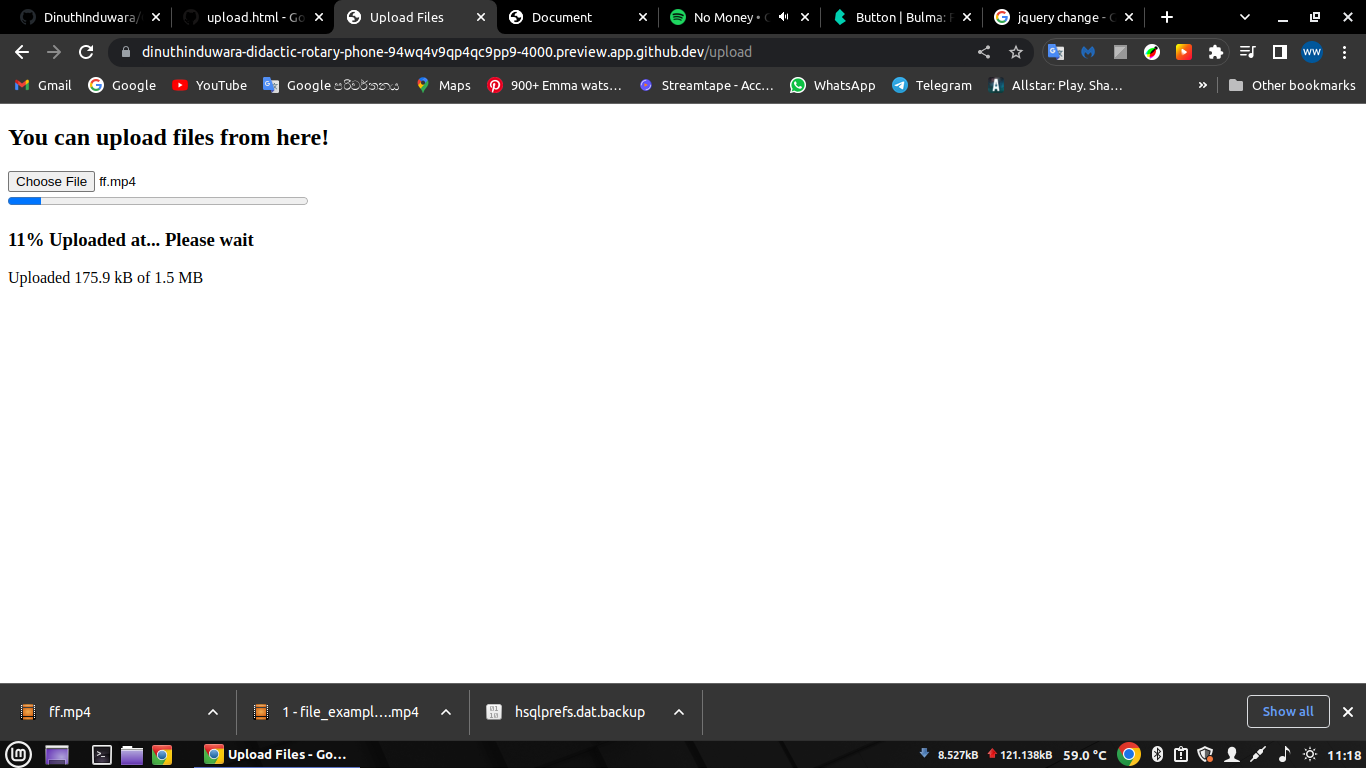 DinuthInduwara/
upload.html - Go
Upload Files
Document
No Money • 
Button | Bulma: F
jquery change - G
dinuthinduwara-didactic-rotary-phone-94wq4v9qp4qc9pp9-4000.preview.app.github.dev/upload
WW
Gmail
Google
YouTube
Google පරිවර්තනය
Maps
900+ Emma wats…
Streamtape - Acc…
WhatsApp
Telegram
Allstar: Play. Sha…
»
Other bookmarks
You can upload files from here!
Choose File ff.mp4
11% Uploaded at... Please wait
Uploaded 175.9 kB of 1.5 MB
ff.mp4
1 - file_exampl….mp4
hsqlprefs.dat.backup
Show all
Upload Files - Go…
8.527kB
121.138kB
59.0 °C
11:18